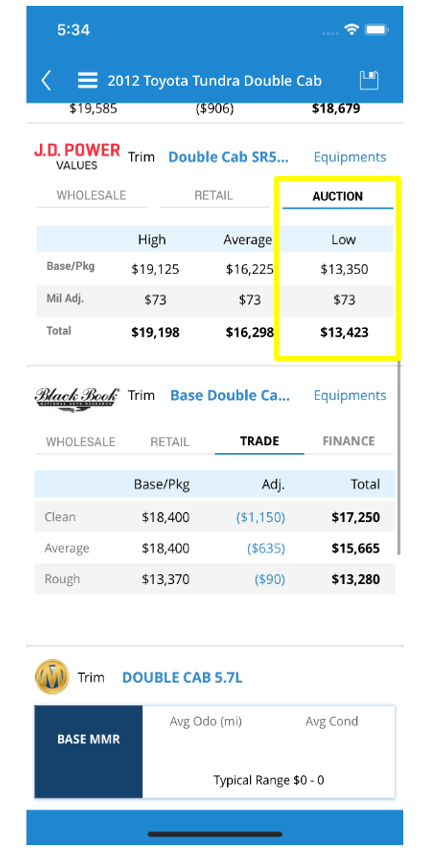 5:34
2012 Toyota Tundra Double Cab
$19,585 ($906) $18,679
J.D. POWER
VALUES
Trim Double Cab SR5... Equipments
WHOLESALE RETAIL AUCTION
High Average Low
Base/Pkg $19,125 $16,225 $13,350
Mil Adj. $73 $73 $73
Total $19,198 $16,298 $13,423
Black Book
Trim Base Double Ca... Equipments
WHOLESALE RETAIL TRADE FINANCE
Base/Pkg Adj. Total
Clean $18,400 ($1,150) $17,250
Average $18,400 ($635) $15,665
Rough $13,370 ($90) $13,280
M Trim DOUBLE CAB 5.7L
Avg Odo (mi) Avg Cond
BASE MMR
Typical Range $0 - 0